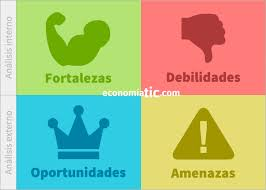 Análisis interno
Fortalezas
Debilidades
economiatic.com
Análisis externo
Oportunidades
Amenazas